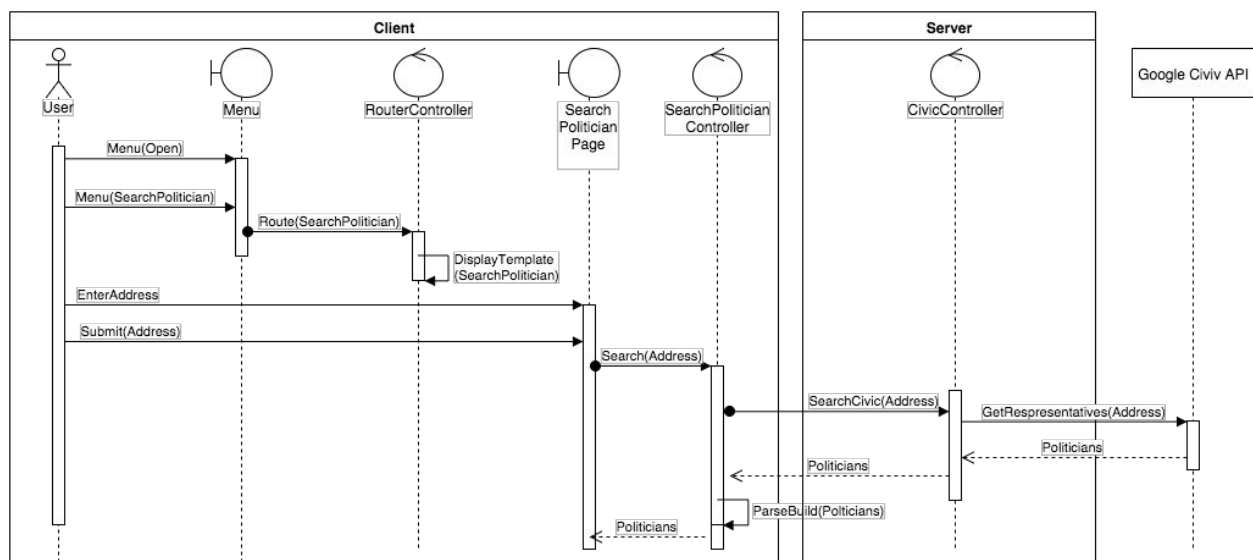 Client
Server
User
Menu
RouterController
Search
Politician
Page
SearchPolitician
Controller
CivicController
Google Civiv API
Menu(Open)
Menu(SearchPolitician)
Route(SearchPolitician)
DisplayTemplate
(SearchPolitician)
EnterAddress
Submit(Address)
Search(Address)
SearchCivic(Address)
GetRespresentatives(Address)
Politicians
Politicians
ParseBuild(Polticians)
Politicians